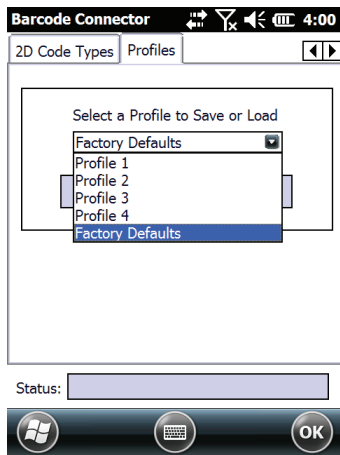 Barcode Connector 4:00
2D Code Types Profiles
Select a Profile to Save or Load
Factory Defaults
Profile 1
Profile 2
Profile 3
Profile 4
Factory Defaults
Status:
OK